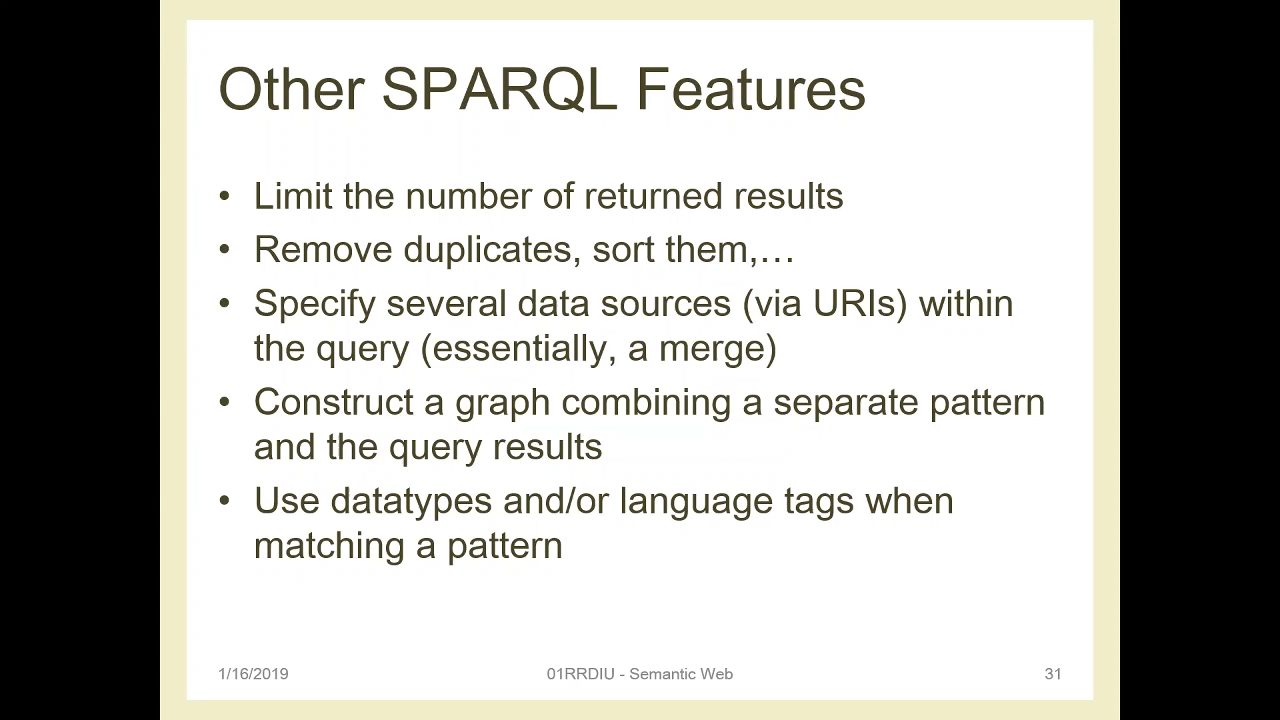 Other SPARQL Features
• Limit the number of returned results
• Remove duplicates, sort them,…
• Specify several data sources (via URIs) within
the query (essentially, a merge)
• Construct a graph combining a separate pattern
and the query results
• Use datatypes and/or language tags when
matching a pattern
1/16/2019
01RRDIU - Semantic Web
31